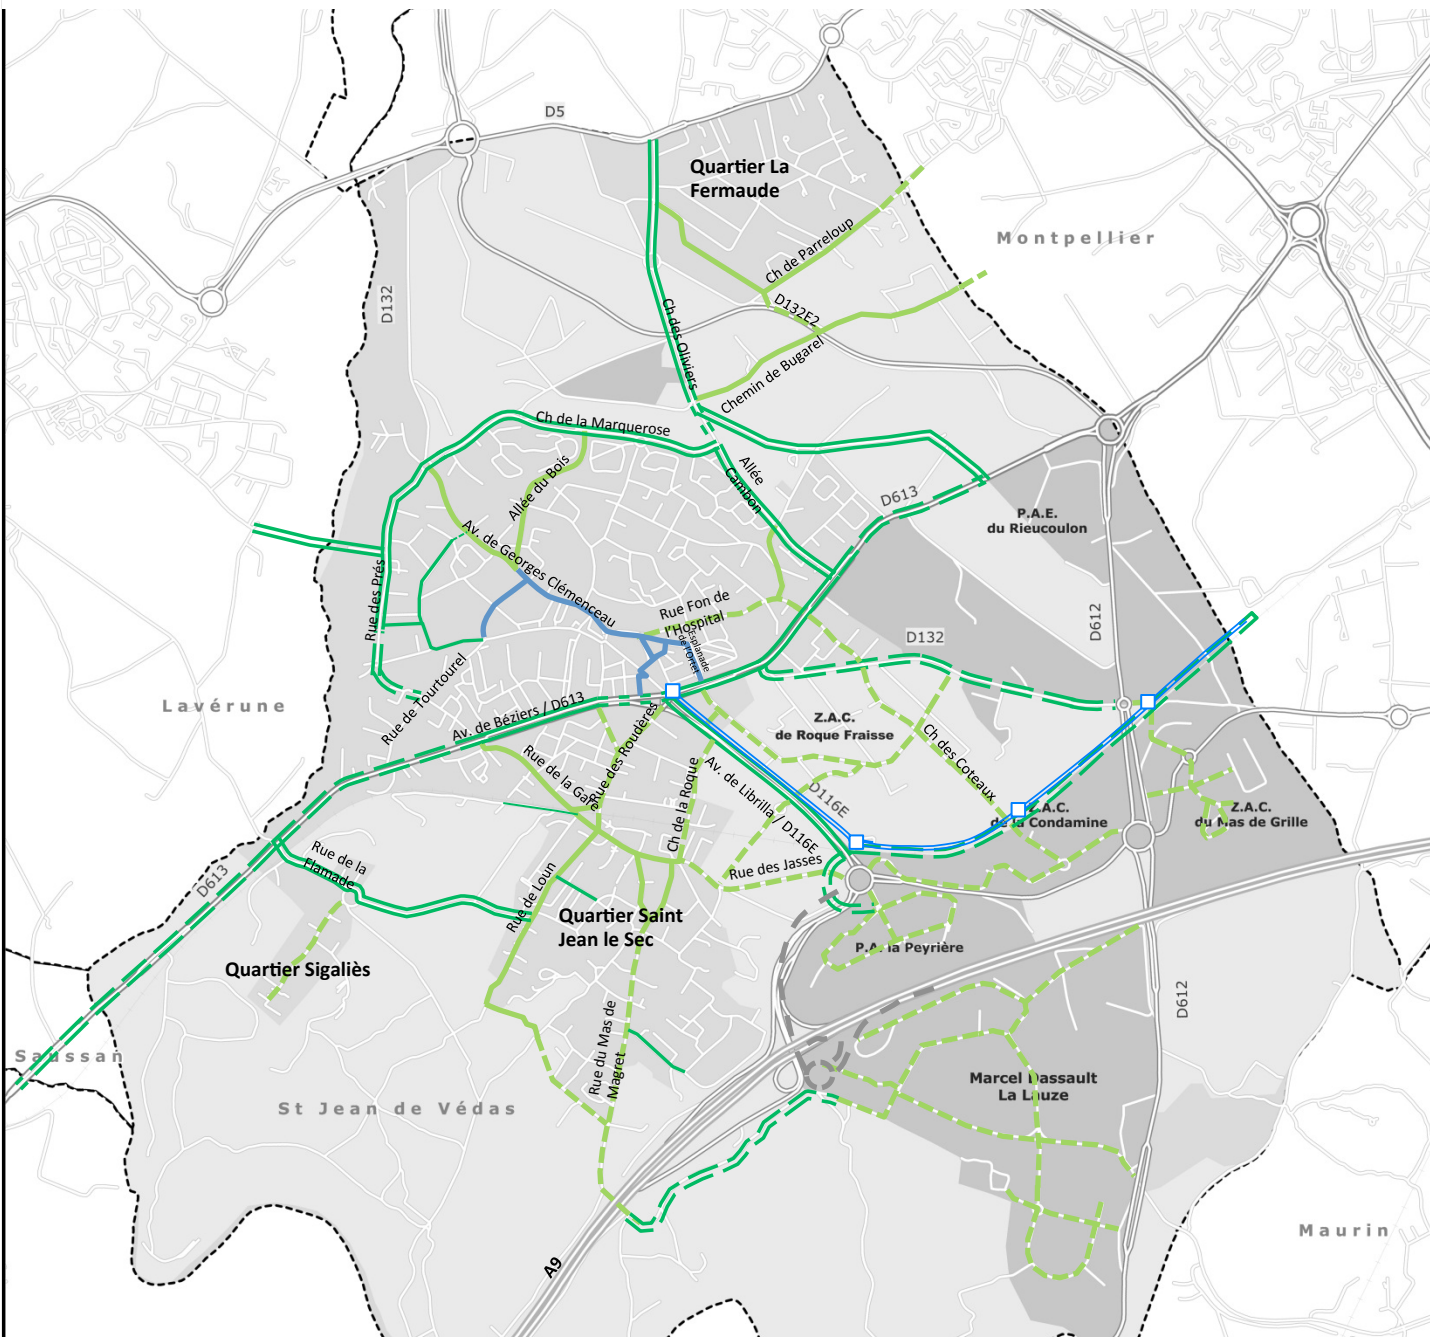 D5
Quartier La
Fermaude
Montpellier
Ch de Parreloup
D132
D132E2
Ch des Oliviers
Chemin de Bugarel
Ch de la Marquerose
Allée
Cambon
Allée du Bois
D613
P.A.E.
du Rieucoulon
Av. de Georges Clémenceau
Rue des Prés
Rue Fon de
l'Hospital
Esplanade
de l'Ortet
D132
D612
Rue de Tourtourel
Lavérune
Av. de Béziers / D613
Z.A.C.
de Roque Fraisse
Ch des Coteaux
Rue des Roudères
Rue de la Gare
Ch de la Roque
Av. de Librilla / D116E
D116E
Z.A.C.
de la Condamine
Z.A.C.
du Mas de Grille
Rue de la
Flamade
D613
Rue des Jasses
Rue de Loun
Quartier Saint
Jean le Sec
P.A. la Peyrière
Quartier Sigaliès
D612
Saussan
Rue du Mas de
Magret
Marcel Dassault
La Lauze
St Jean de Védas
Maurin
A9